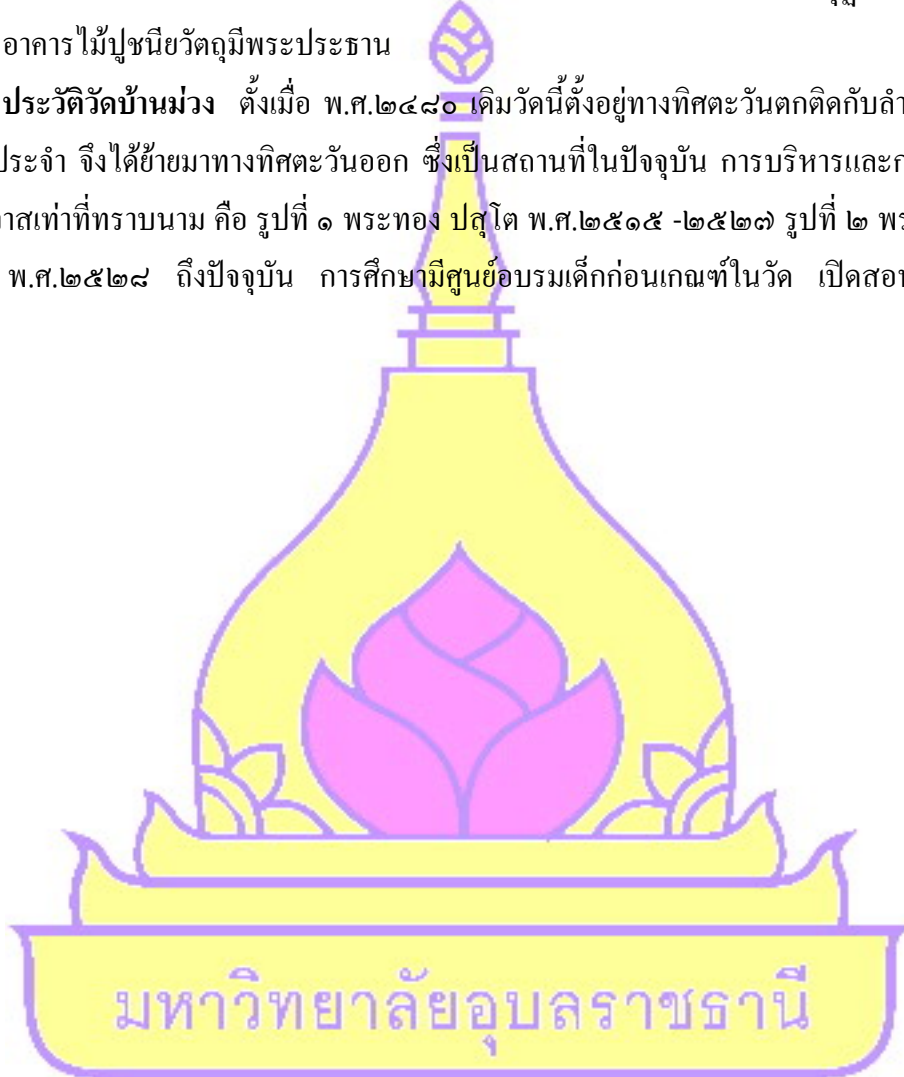 อาคารไม้ปูชนียวัตถุมีพระประธาน
ประวัติวัดบ้านม่วง ตั้งเมื่อ พ.ศ.๒๔๘๐ เดิมวัดนี้ตั้งอยู่ทางทิศตะวันตกติดกับลำ
ประจำ จึงได้ย้ายมาทางทิศตะวันออก ซึ่งเป็นสถานที่ในปัจจุบัน การบริหารและก
าสเท่าที่ทราบนาม คือ รูปที่ ๑ พระทอง ปสุโต พ.ศ.๒๕๑๕ -๒๕๒๗ รูปที่ ๒ พร
พ.ศ.๒๕๒๘ ถึงปัจจุบัน การศึกษามีศูนย์อบรมเด็กก่อนเกณฑ์ในวัด เปิดสอน
มหาวิทยาลัยอุบลราชธานี